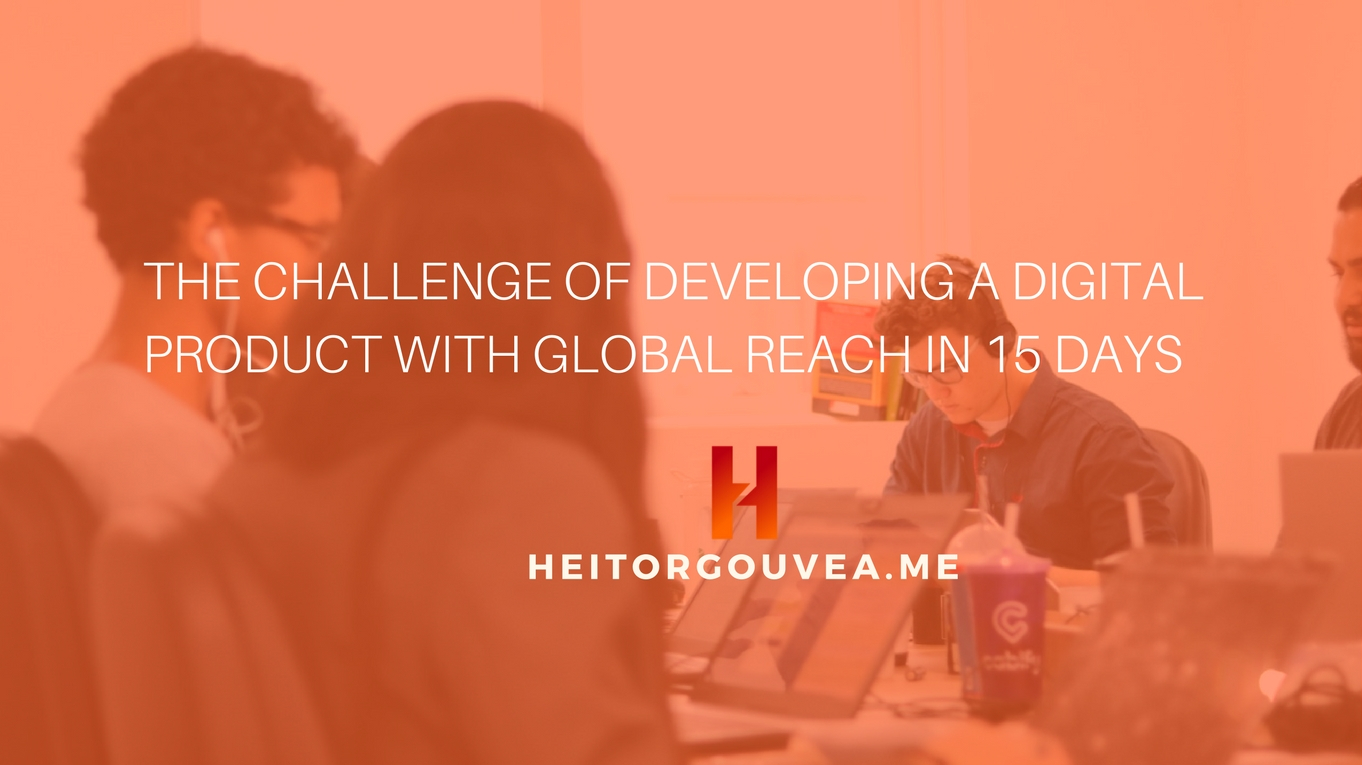 THE CHALLENGE OF DEVELOPING A DIGITAL
PRODUCT WITH GLOBAL REACH IN 15 DAYS
H
HEITORGOUVEA.ME